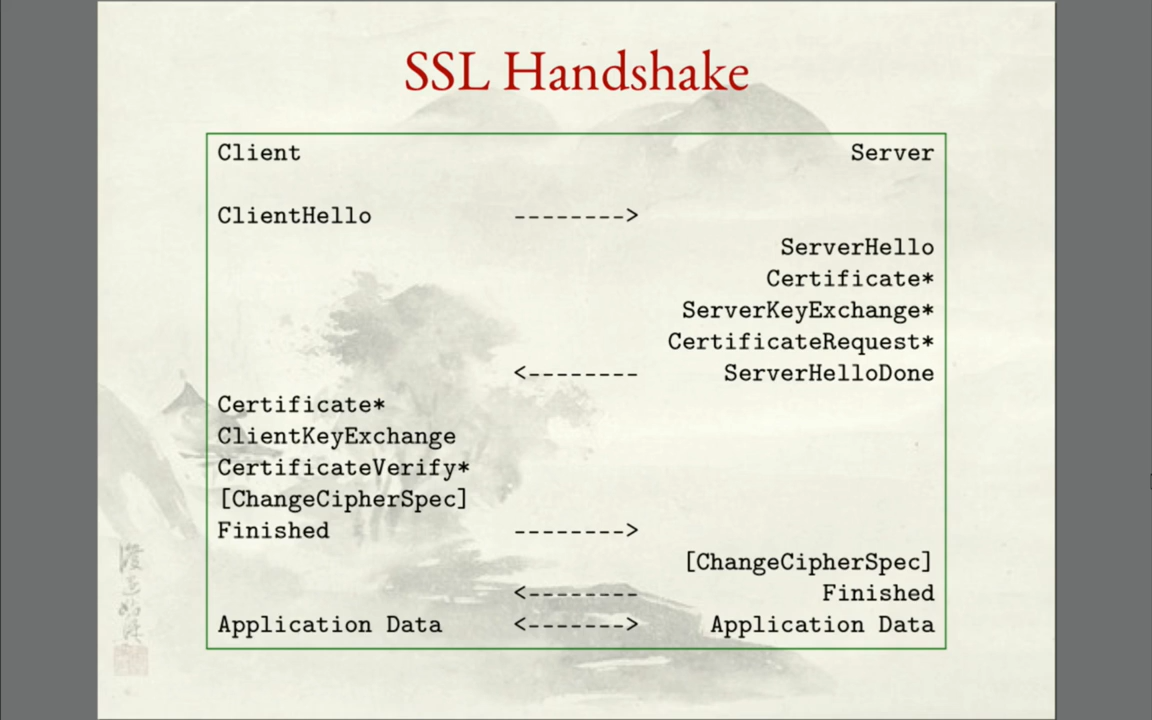 SSL Handshake
Client Server
ClientHello -------->
ServerHello
Certificate*
ServerKeyExchange*
CertificateRequest*
<-------- ServerHelloDone
Certificate*
ClientKeyExchange
CertificateVerify*
[ChangeCipherSpec]
Finished -------->
[ChangeCipherSpec]
<-------- Finished
Application Data <-------> Application Data